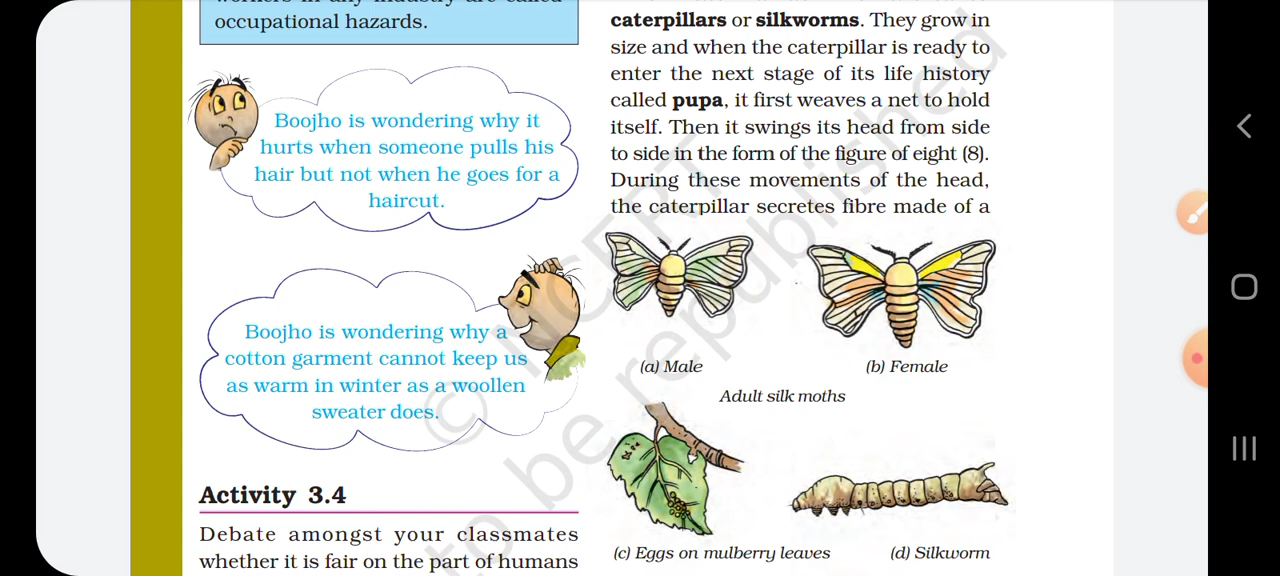 occupational hazards.
Boojho is wondering why it
hurts when someone pulls his
hair but not when he goes for a
haircut.
Boojho is wondering why a
cotton garment cannot keep us
as warm in winter as a woollen
sweater does.
Activity 3.4
Debate amongst your classmates
whether it is fair on the part of humans
caterpillars or silkworms. They grow in
size and when the caterpillar is ready to
enter the next stage of its life history
called pupa, it first weaves a net to hold
itself. Then it swings its head from side
to side in the form of the figure of eight (8).
During these movements of the head,
the caterpillar secretes fibre made of a
(a) Male
(b) Female
Adult silk moths
(c) Eggs on mulberry leaves
(d) Silkworm
© NCERT
to be republished